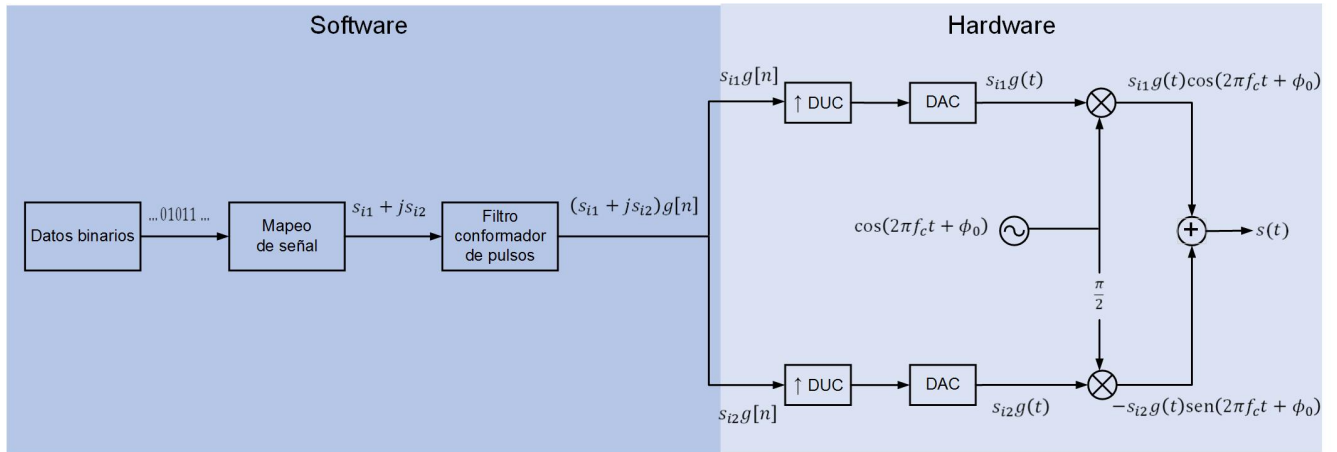 Software
Hardware
Datos binarios
... 01011 ...
Mapeo
de señal
s_{i1} + js_{i2}
Filtro
conformador
de pulsos
(s_{i1} + js_{i2})g[n]
s_{i1}g[n]
↑ DUC
DAC
s_{i1}g(t)
s_{i1}g(t)cos(2πf_ct + ϕ_0)
cos(2πf_ct + ϕ_0)
π/2
s(t)
s_{i2}g[n]
↑ DUC
DAC
s_{i2}g(t)
−s_{i2}g(t)sen(2πf_ct + ϕ_0)